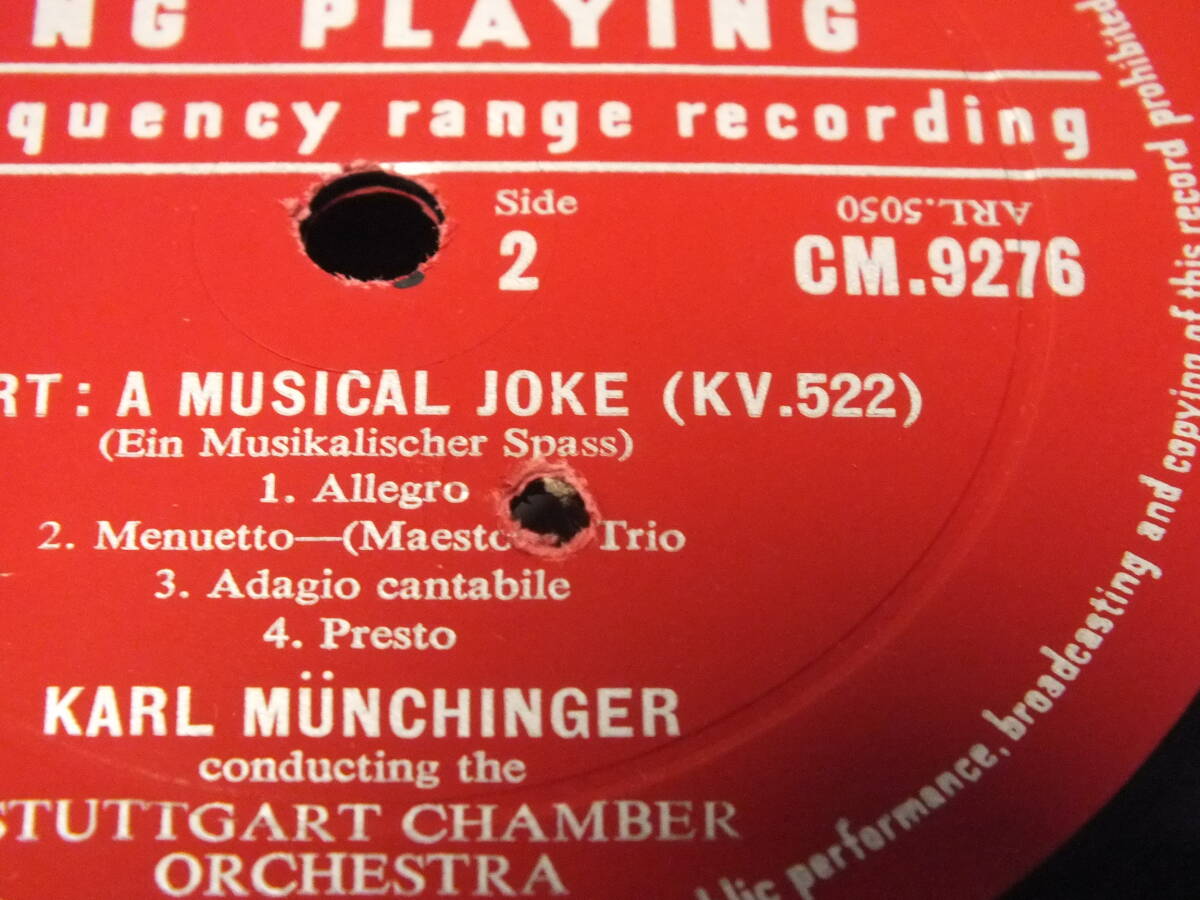 NG PLAYING
quency range recording
Side
2
ARL.5050
CM.9276
RT: A MUSICAL JOKE (KV.522)
(Ein Musikalischer Spass)
1. Allegro
2. Menuetto—(Maesto Trio
3. Adagio cantabile
4. Presto
KARL MÜNCHINGER
conducting the
STUTTGART CHAMBER
ORCHESTRA
lic performance, broadcasting and copying of this record prohibited